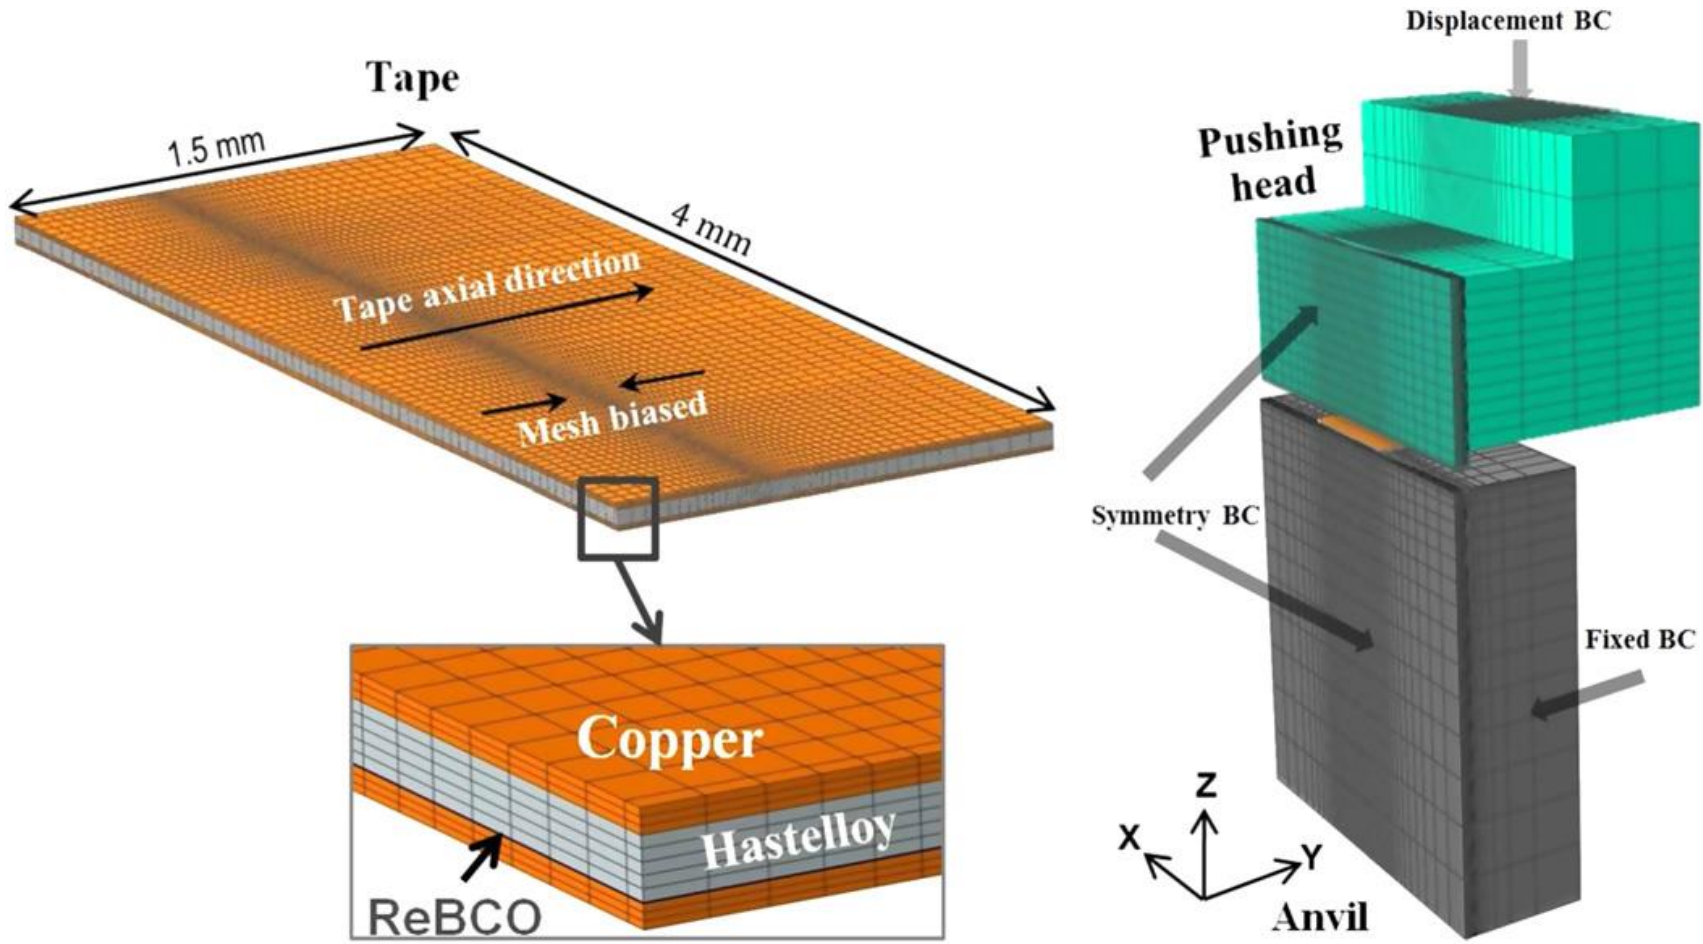 Tape
1.5 mm
4 mm
Tape axial direction
Mesh biased
Copper
Hastelloy
ReBCO
Displacement BC
Pushing
head
Symmetry BC
Fixed BC
Z
X
Y
Anvil